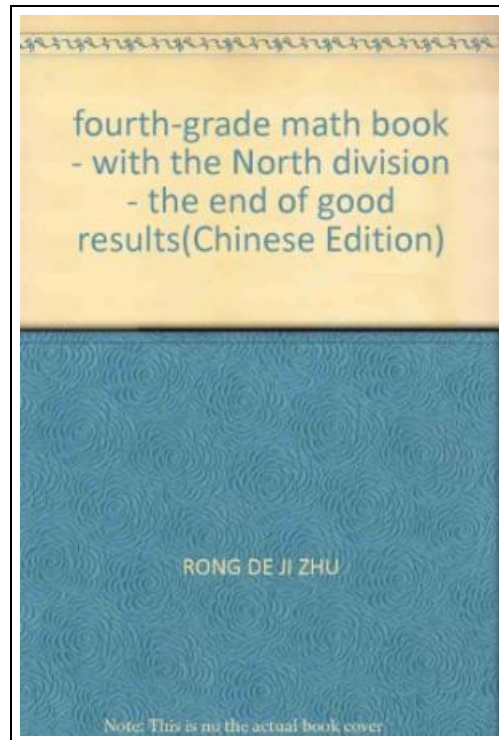 fourth-grade math book
- with the North division
- the end of good
results(Chinese Edition)
RONG DE JI ZHU
Note: This is no the actual book cover